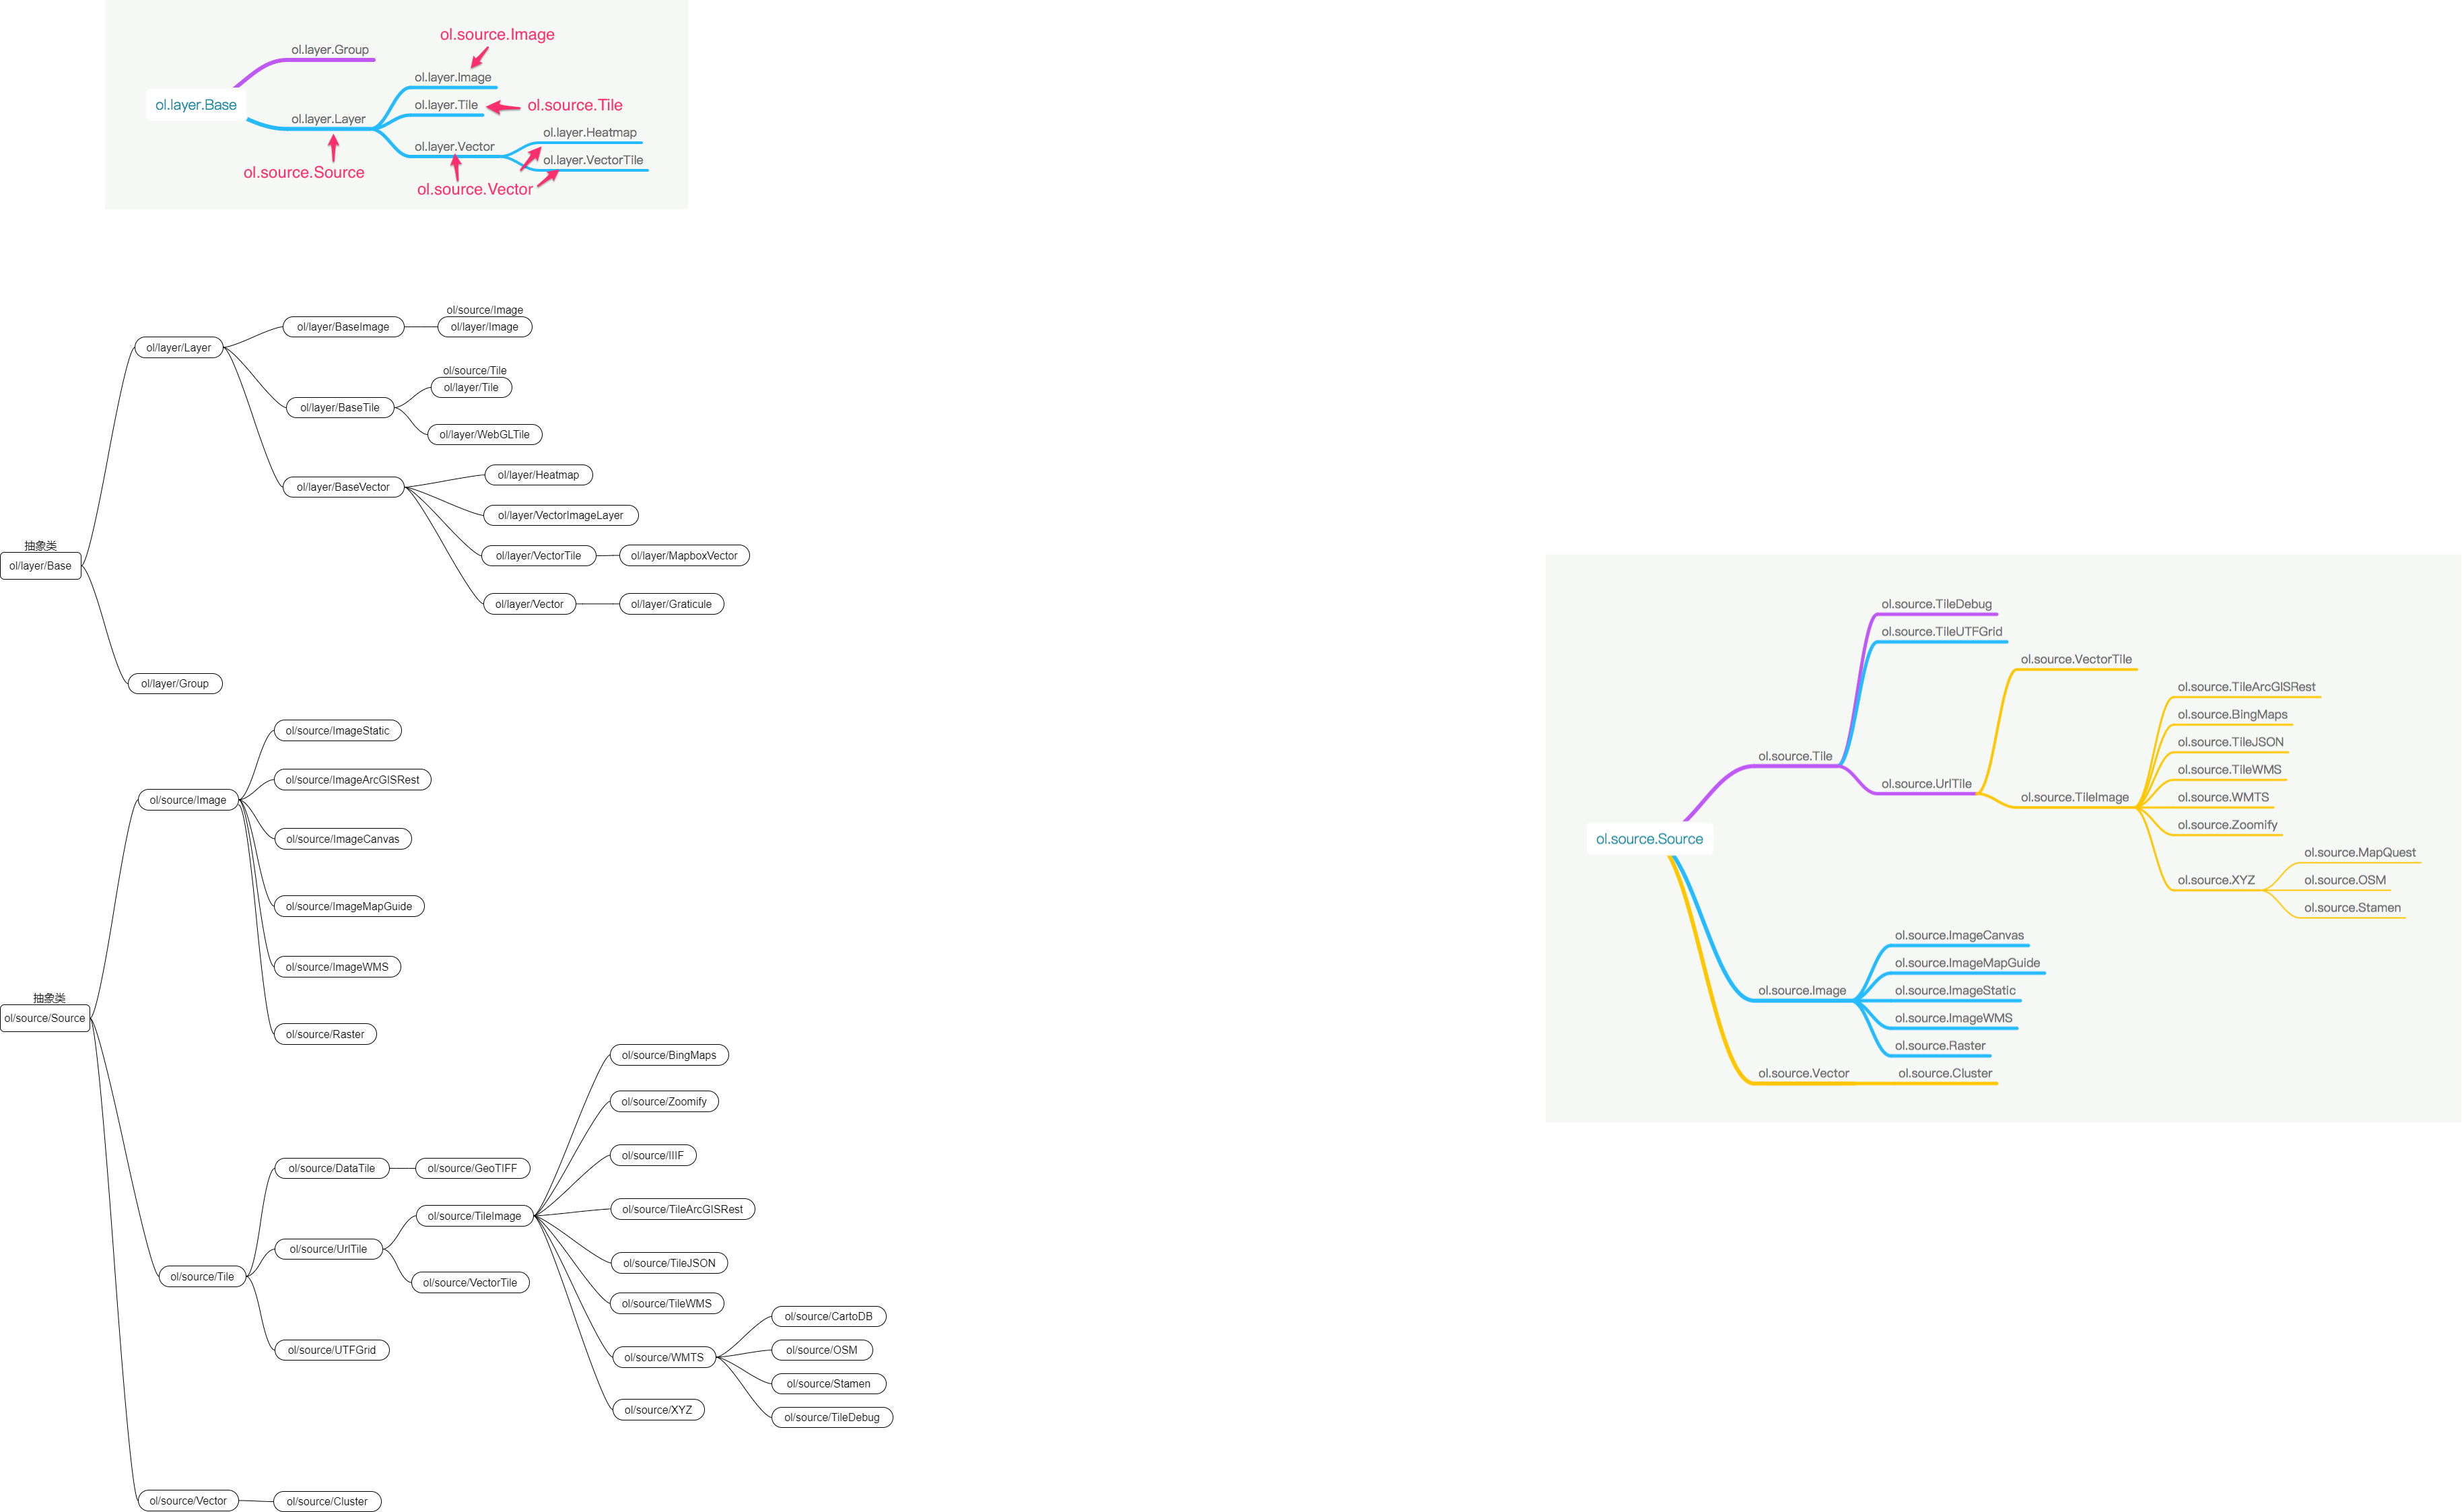 ol.source.Image
ol.layer.Group
ol.layer.Image
ol.layer.Base
ol.layer.Tile
ol.source.Tile
ol.layer.Layer
ol.layer.Heatmap
ol.layer.Vector
ol.layer.VectorTile
ol.source.Source
ol.source.Vector
ol/source/Image
ol/layer/BaseImage
ol/layer/Image
ol/layer/Layer
ol/source/Tile
ol/layer/Tile
ol/layer/BaseTile
ol/layer/WebGLTile
ol/layer/Heatmap
ol/layer/BaseVector
ol/layer/VectorImageLayer
抽象类
ol/layer/Base
ol/layer/VectorTile
ol/layer/MapboxVector
ol/layer/Vector
ol/layer/Graticule
ol/layer/Group
ol/source/ImageStatic
ol/source/ImageArcGISRest
ol/source/Image
ol/source/ImageCanvas
ol/source/ImageMapGuide
ol/source/ImageWMS
抽象类
ol/source/Source
ol/source/Raster
ol/source/BingMaps
ol/source/Zoomify
ol/source/IIIF
ol/source/DataTile
ol/source/GeoTIFF
ol/source/TileArcGISRest
ol/source/TileImage
ol/source/UrlTile
ol/source/TileJSON
ol/source/Tile
ol/source/VectorTile
ol/source/TileWMS
ol/source/CartoDB
ol/source/UTFGrid
ol/source/OSM
ol/source/WMTS
ol/source/Stamen
ol/source/XYZ
ol/source/TileDebug
ol/source/Vector
ol/source/Cluster
ol.source.TileDebug
ol.source.TileUTFGrid
ol.source.VectorTile
ol.source.TileArcGISRest
ol.source.BingMaps
ol.source.TileJSON
ol.source.Tile
ol.source.TileWMS
ol.source.UrlTile
ol.source.TileImage
ol.source.WMTS
ol.source.Zoomify
ol.source.Source
ol.source.MapQuest
ol.source.XYZ
ol.source.OSM
ol.source.Stamen
ol.source.ImageCanvas
ol.source.ImageMapGuide
ol.source.Image
ol.source.ImageStatic
ol.source.ImageWMS
ol.source.Raster
ol.source.Vector
ol.source.Cluster